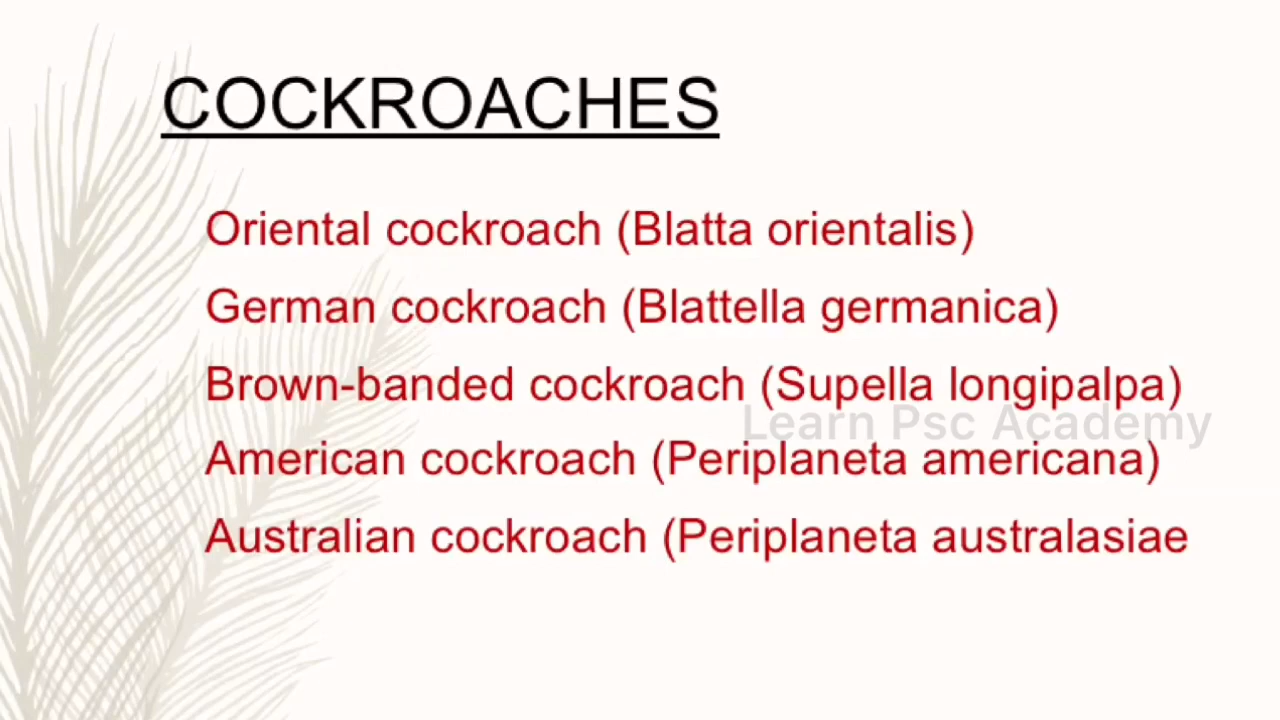 COCKROACHES
Oriental cockroach (Blatta orientalis)
German cockroach (Blattella germanica)
Brown-banded cockroach (Supella longipalpa)
Learn Psc Academy
American cockroach (Periplaneta americana)
Australian cockroach (Periplaneta australasiae